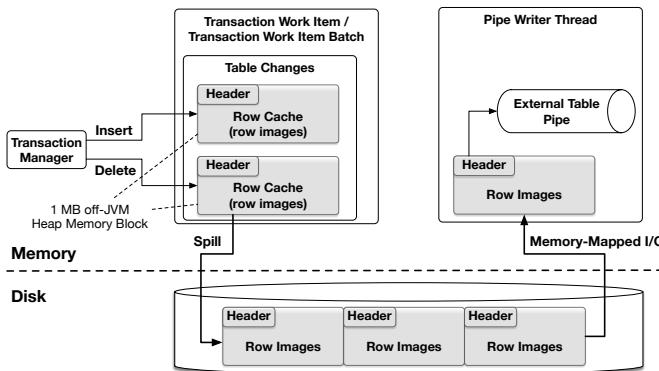 Transaction Work Item /
Transaction Work Item Batch
Table Changes
Header
Row Cache
(row images)
Header
Row Cache
(row images)
Transaction
Manager
Insert
Delete
1 MB off-JVM
Heap Memory Block
Pipe Writer Thread
External Table
Pipe
Header
Row Images
Spill
Memory-Mapped I/O
Memory
Disk
Header
Row Images
Header
Row Images
Header
Row Images